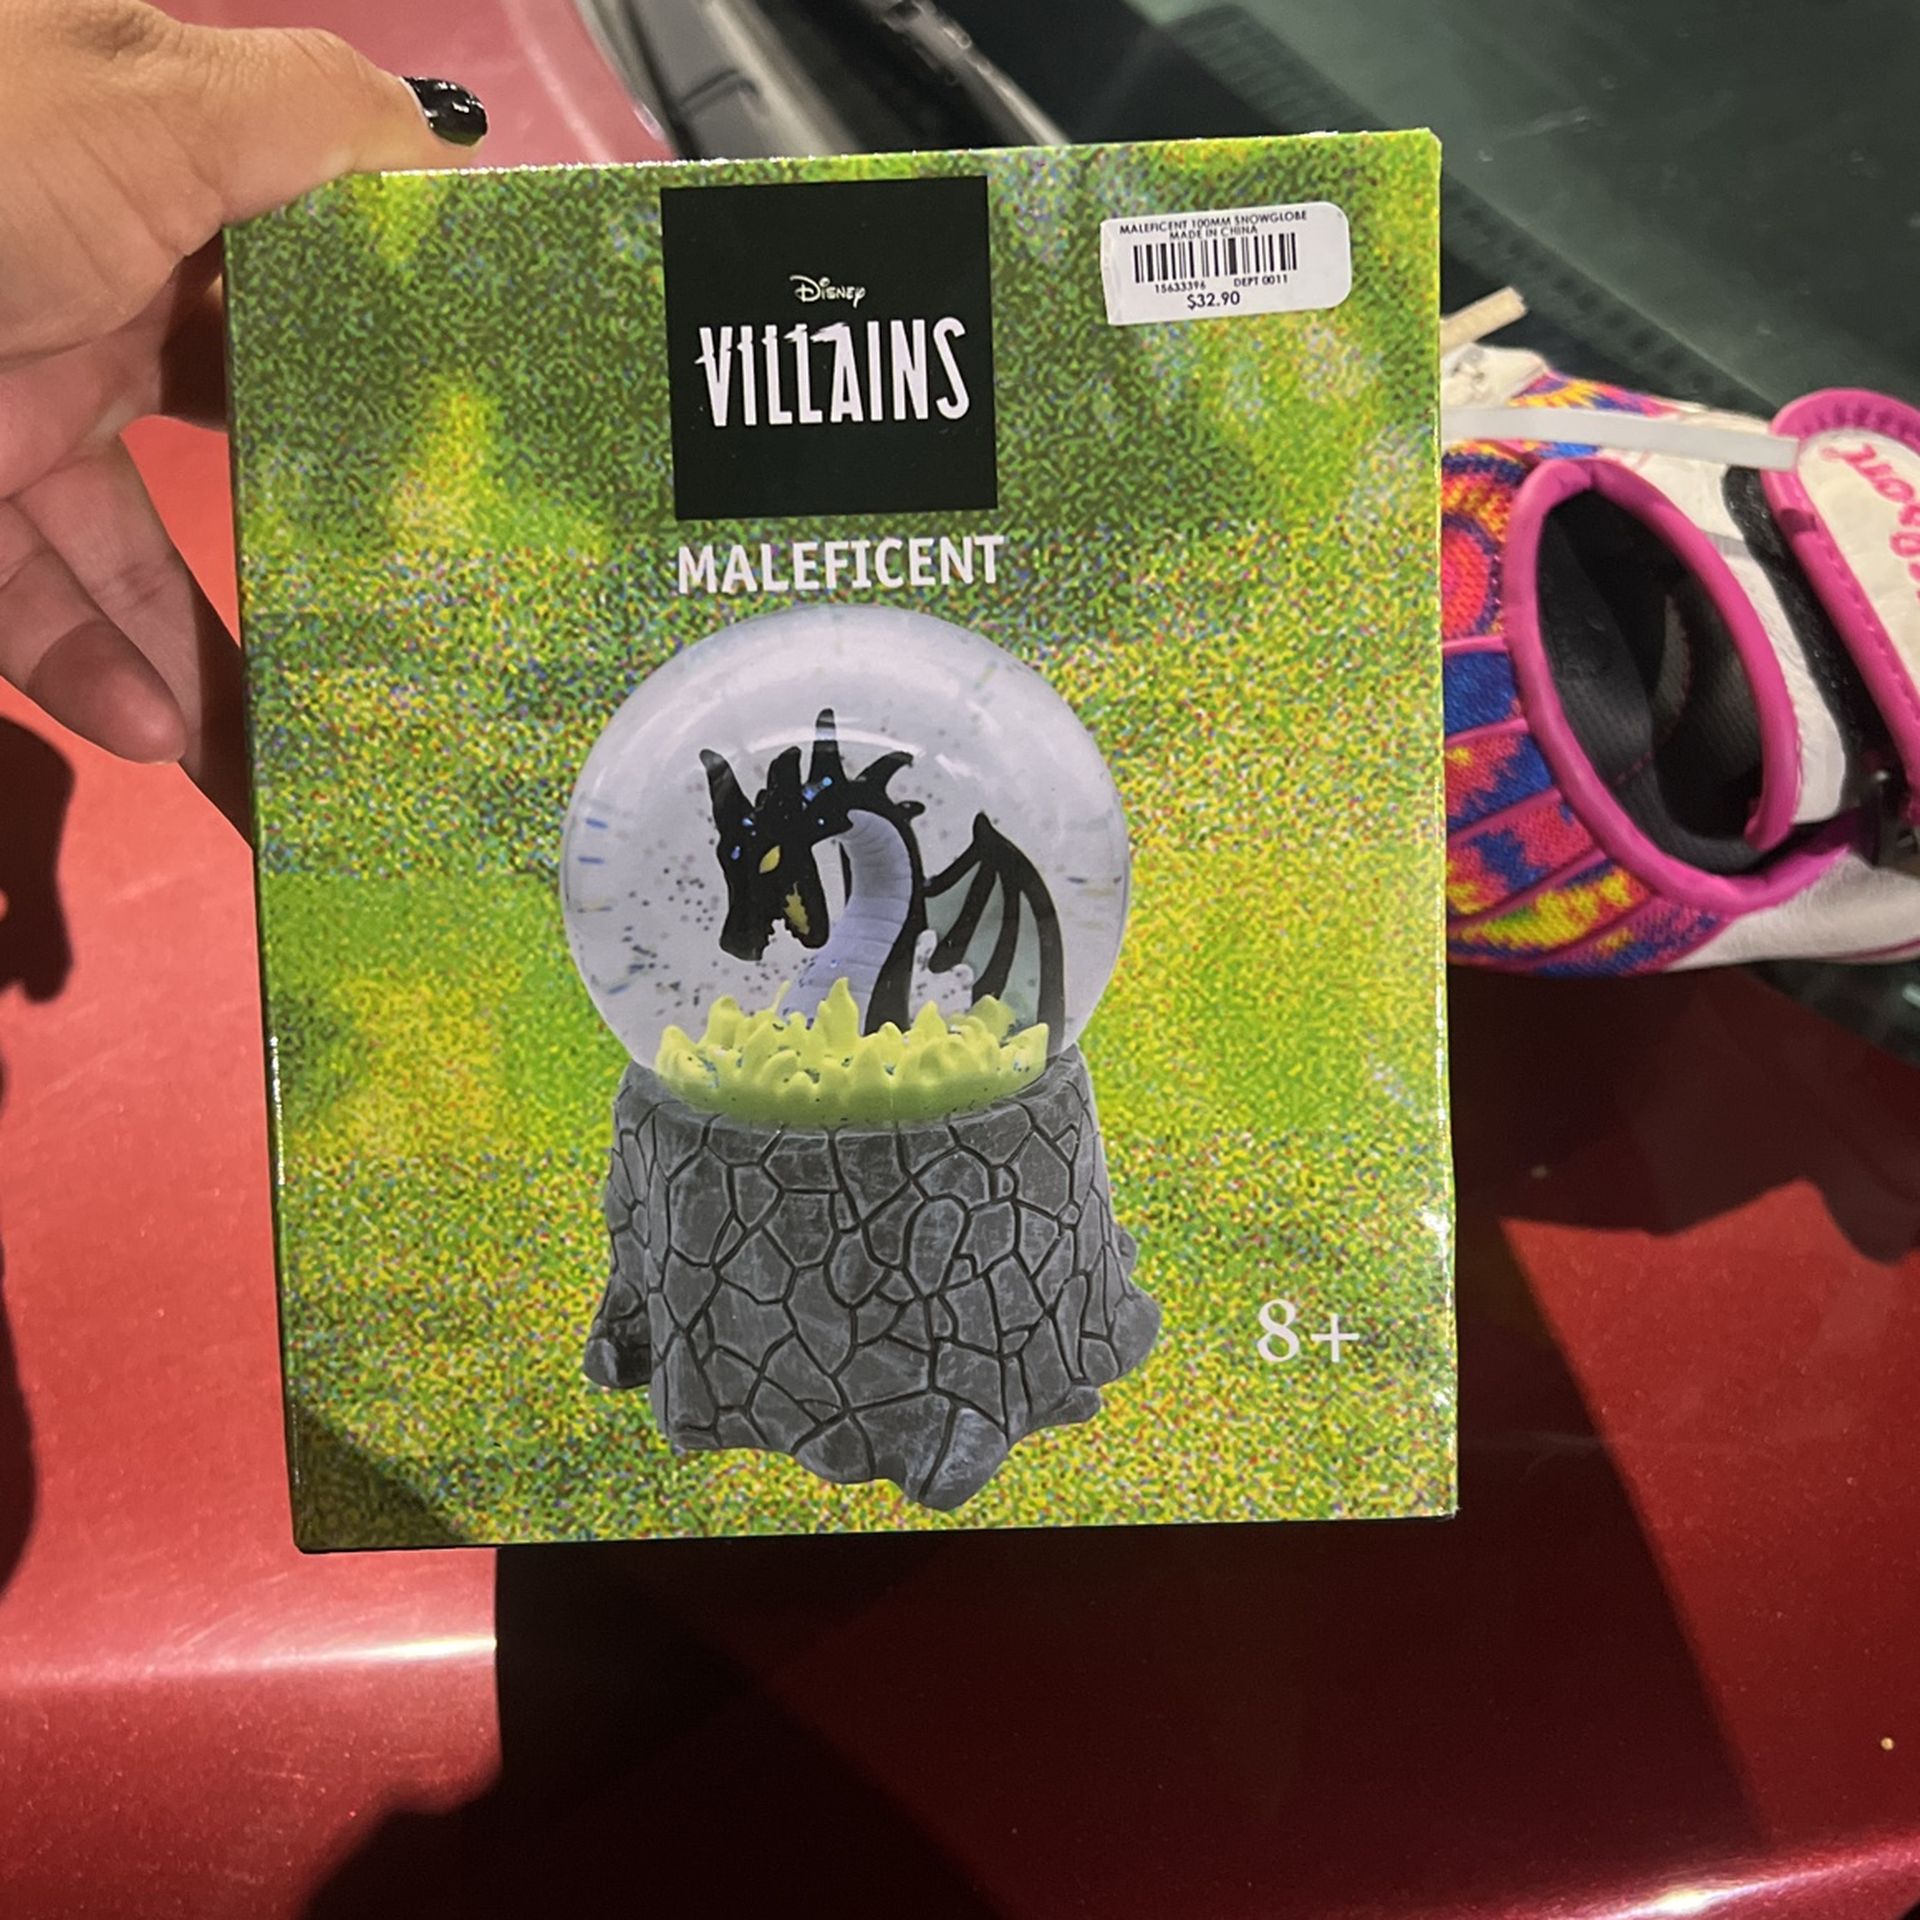 Disney
VILLAINS
MALEFICENT 100MM SNOWGLOBE
MADE IN CHINA
15633396 DEPT 0011
$32.90
MALEFICENT
8+